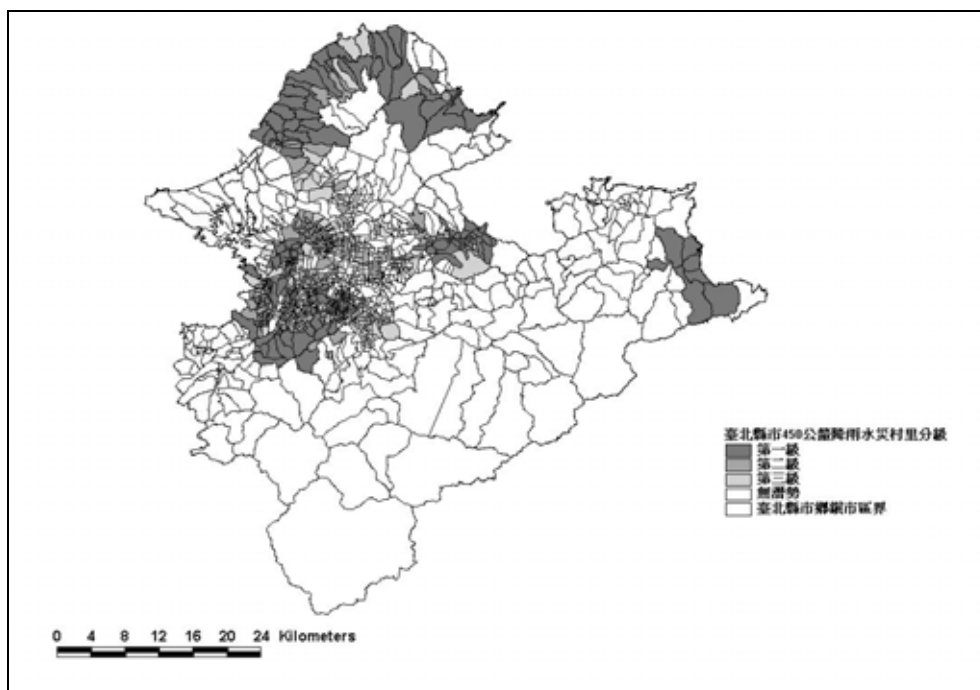 臺北縣市450公釐降雨水災村里分級
第一級
第二級
第三級
無潛勢
臺北縣市鄉鎮市區界
0 4 8 12 16 20 24 Kilometers